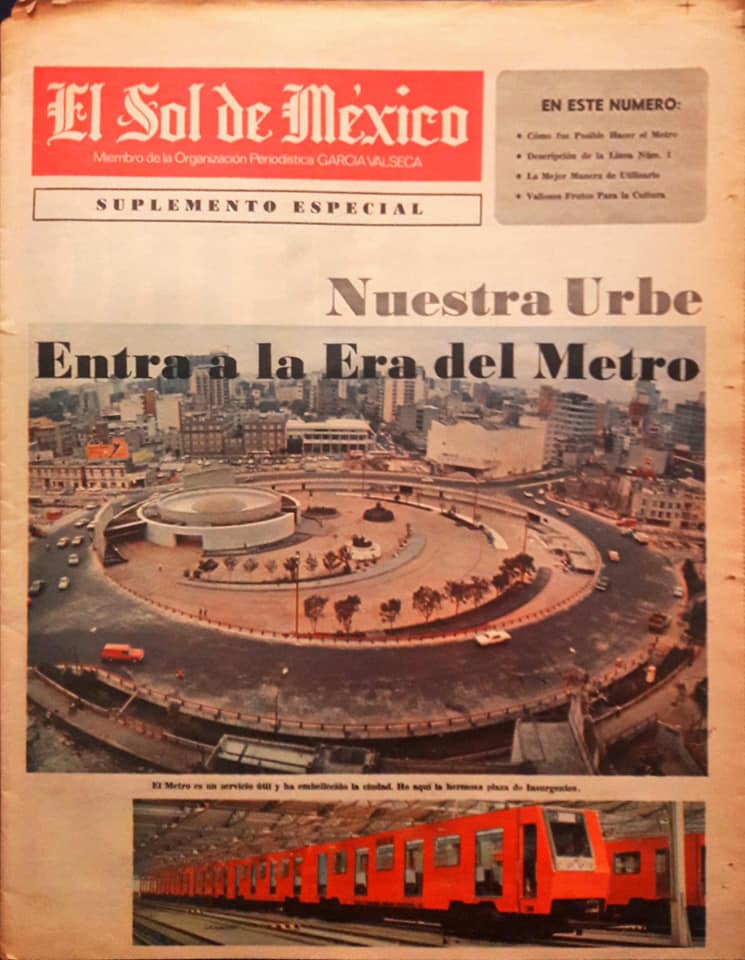 El Sol de México
Miembro de la Organización Periodística GARCIA VALSECA
SUPLEMENTO ESPECIAL
EN ESTE NUMERO:
• Cómo fue Posible Hacer el Metro
• Descripción de la Línea Núm. 1
• La Mejor Manera de Utilizarlo
• Valiosos Frutos Para la Cultura
Nuestra Urbe
Entra a la Era del Metro
El Metro es un servicio útil y ha embellecido la ciudad. He aquí la hermosa plaza de Insurgentes.